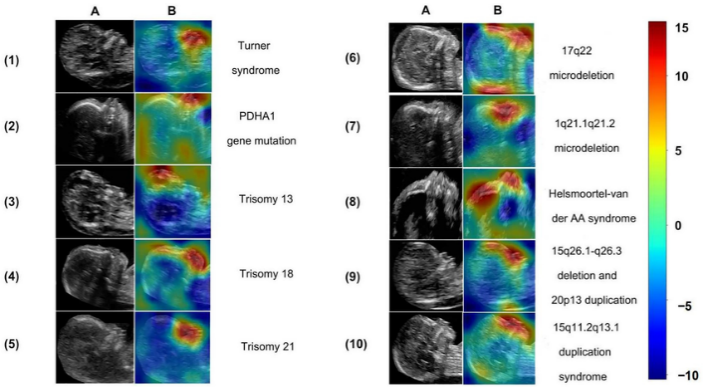 A B
(1) Turner
syndrome
(2) PDHA1
gene mutation
(3) Trisomy 13
(4) Trisomy 18
(5) Trisomy 21
A B
(6) 17q22
microdeletion
(7) 1q21.1q21.2
microdeletion
(8) Helsmoortel-van
der AA syndrome
(9) 15q26.1-q26.3
deletion and
20p13 duplication
(10) 15q11.2q13.1
duplication
syndrome
15
10
5
0
−5
−10